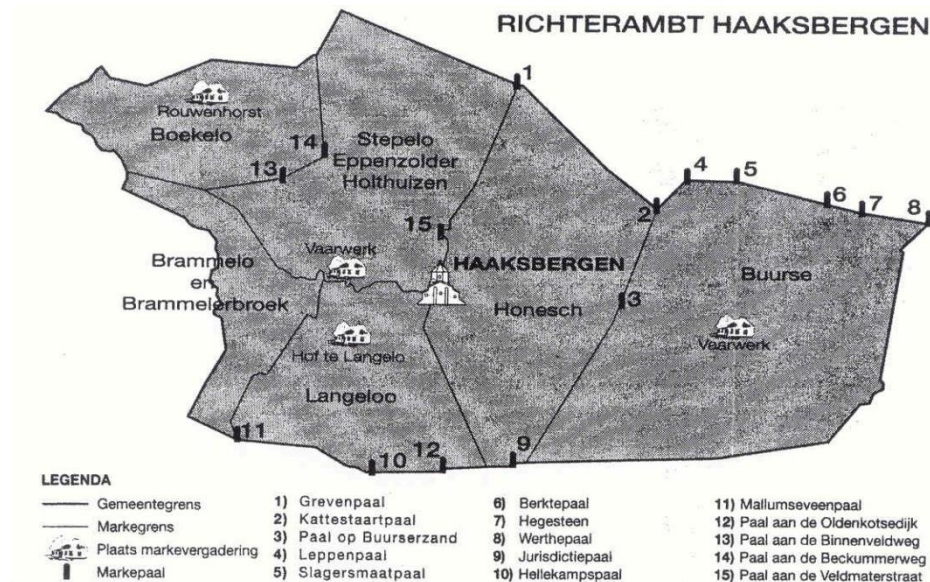 RICHTERAMBT HAAKSBERGEN
1
Rouwenhorst
Boekelo
14
13
Stepelo
Eppenzolder
Holthuizen
4
5
6
7
8
2
15
Vaarwerk
HAAKSBERGEN
Brammelo
en
Brammelerbroek
Buurse
3
Honesch
Vaarwerk
Hof te Langelo
Langeloo
11
10
12
9
LEGENDA
Gemeentegrens
Markegrens
Plaats markevergadering
Markepaal
1) Grevenpaal
2) Kattestaartpaal
3) Paal op Buurserzand
4) Leppenpaal
5) Slagersmaatpaal
6) Berktepaal
7) Hegesteen
8) Werthepaal
9) Jurisdictiepaal
10) Hellekampspaal
11) Mallumseveenpaal
12) Paal aan de Oldenkotsedijk
13) Paal aan de Binnenveldweg
14) Paal aan de Beckummerweg
15) Paal aan de Veldmaterstraat